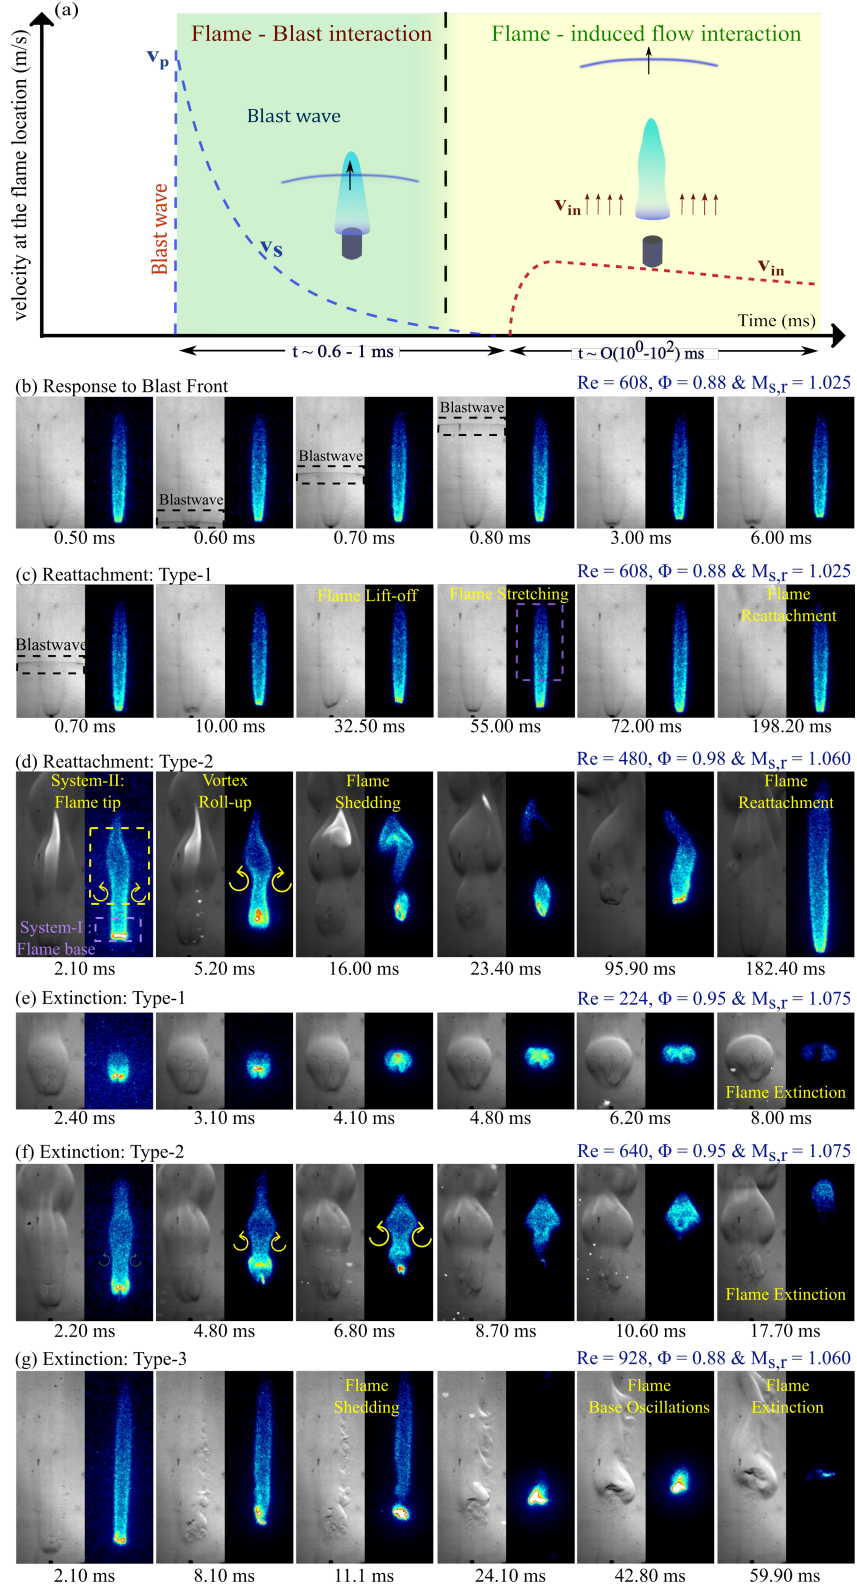 (a)
Flame - Blast interaction
Flame - induced flow interaction
velocity at the flame location (m/s)
vp
Blast wave
Blast wave
vs
vin
vin
Time (ms)
t ~ 0.6 - 1 ms
t ~ O(10^0-10^2) ms
(b) Response to Blast Front
Re = 608, Φ = 0.88 & Ms,r = 1.025
Blastwave
Blastwave
Blastwave
0.50 ms
0.60 ms
0.70 ms
0.80 ms
3.00 ms
6.00 ms
(c) Reattachment: Type-1
Re = 608, Φ = 0.88 & Ms,r = 1.025
Blastwave
Flame Lift-off
Flame Stretching
Flame
Reattachment
0.70 ms
10.00 ms
32.50 ms
55.00 ms
72.00 ms
198.20 ms
(d) Reattachment: Type-2
Re = 480, Φ = 0.98 & Ms,r = 1.060
System-II:
Flame tip
System-I :
Flame base
Vortex
Roll-up
Flame
Shedding
Flame
Reattachment
2.10 ms
5.20 ms
16.00 ms
23.40 ms
95.90 ms
182.40 ms
(e) Extinction: Type-1
Re = 224, Φ = 0.95 & Ms,r = 1.075
Flame Extinction
2.40 ms
3.10 ms
4.10 ms
4.80 ms
6.20 ms
8.00 ms
(f) Extinction: Type-2
Re = 640, Φ = 0.95 & Ms,r = 1.075
Flame Extinction
2.20 ms
4.80 ms
6.80 ms
8.70 ms
10.60 ms
17.70 ms
(g) Extinction: Type-3
Re = 928, Φ = 0.88 & Ms,r = 1.060
Flame
Shedding
Flame
Base Oscillations
Flame
Extinction
2.10 ms
8.10 ms
11.1 ms
24.10 ms
42.80 ms
59.90 ms